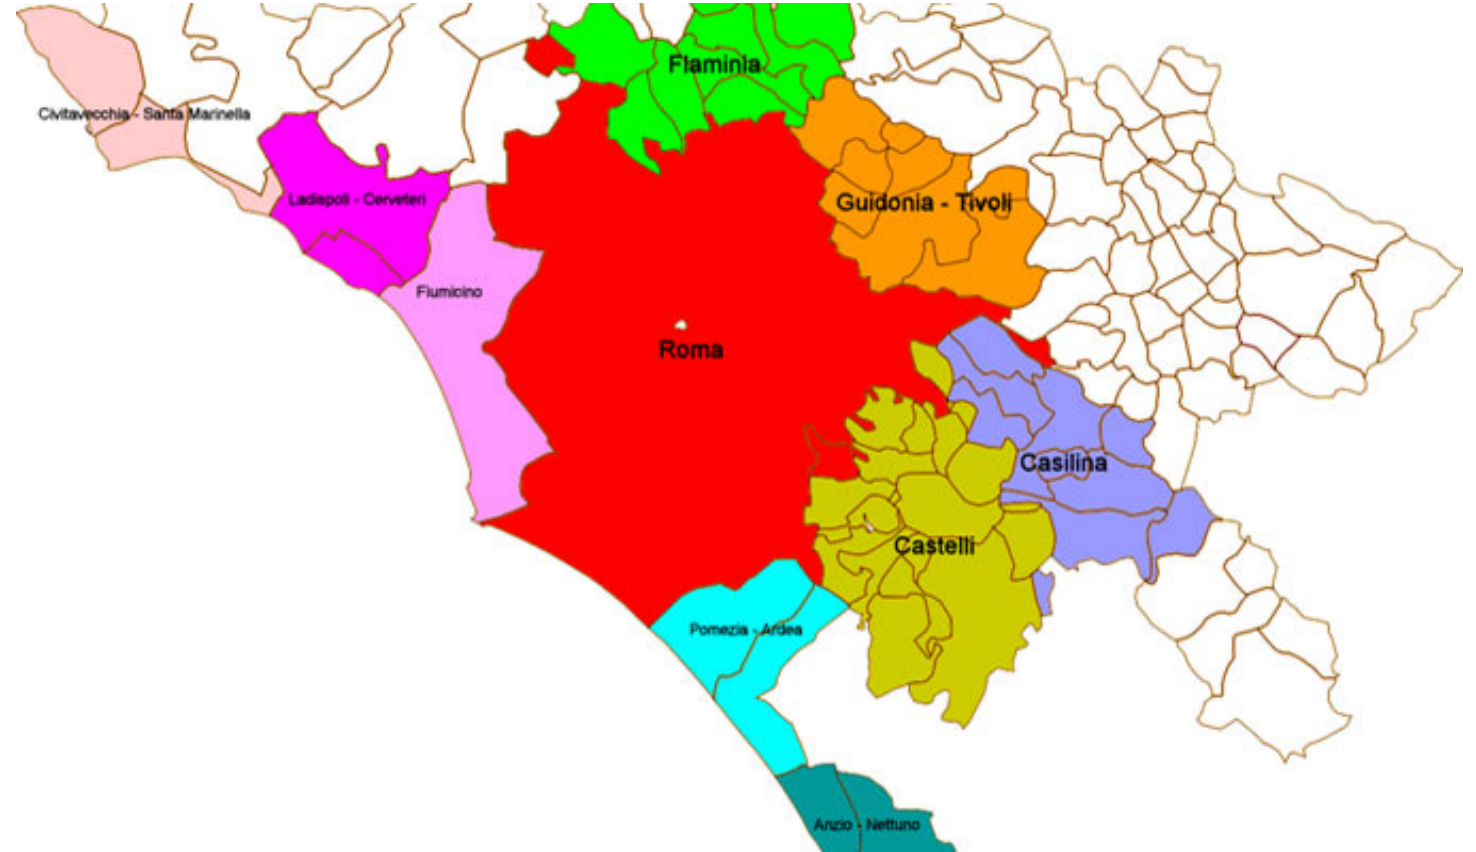 Flaminia
Civitavecchia - Santa Marinella
Ladispoli - Cerveteri
Guidonia - Tivoli
Fiumicino
Roma
Casilina
Castelli
Pomezia - Ardea
Anzio - Nettuno